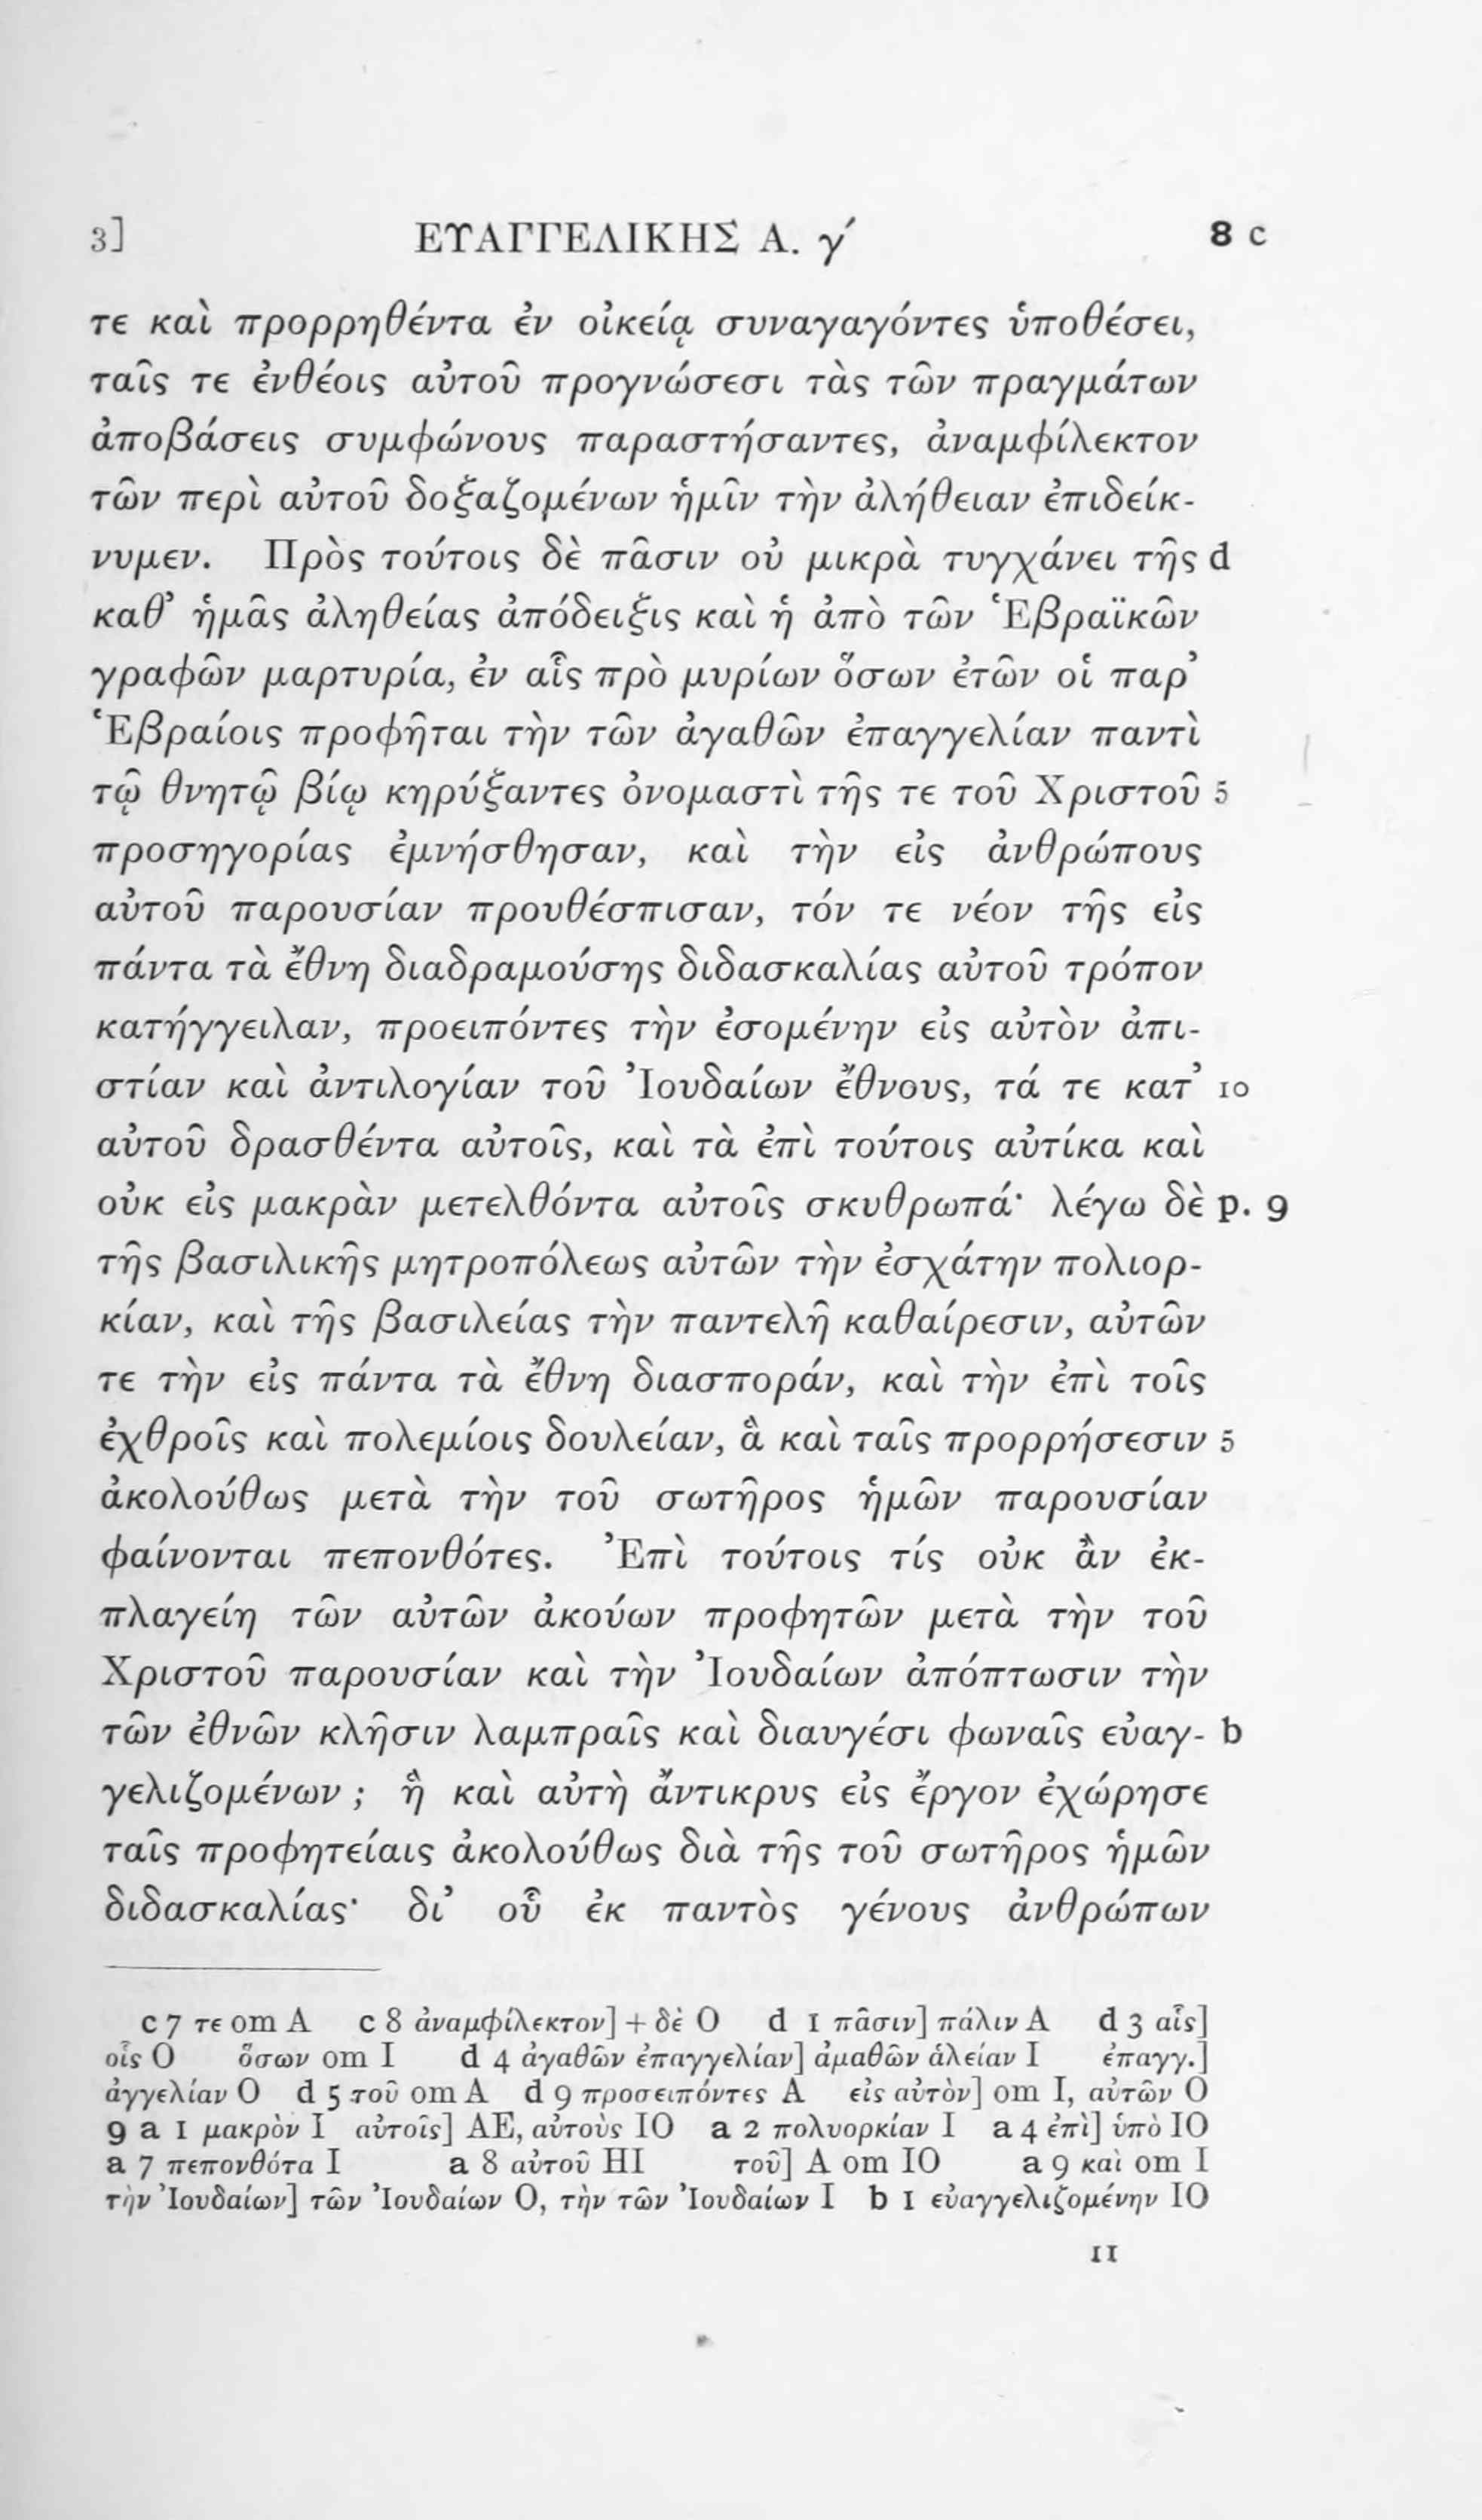 3] ΕΥΑΓΓΕΛΙΚΗΣ Α. γ´ 8 c
τε καὶ προρρηθέντα ἐν οἰκείᾳ συναγαγόντες ὑποθέσει,
ταῖς τε ἐνθέοις αὐτοῦ προγνώσεσι τὰς τῶν πραγμάτων
ἀποβάσεις συμφώνους παραστήσαντες, ἀναμφίλεκτον
τῶν περὶ αὐτοῦ δοξαζομένων ἡμῖν τὴν ἀλήθειαν ἐπιδείκ-
νυμεν. Πρὸς τούτοις δὲ πᾶσιν οὐ μικρὰ τυγχάνει τῆς d
καθ’ ἡμᾶς ἀληθείας ἀπόδειξις καὶ ἡ ἀπὸ τῶν Ἑβραϊκῶν
γραφῶν μαρτυρία, ἐν αἷς πρὸ μυρίων ὅσων ἐτῶν οἱ παρ’
Ἑβραίοις προφῆται τὴν τῶν ἀγαθῶν ἐπαγγελίαν παντὶ
τῷ θνητῷ βίῳ κηρύξαντες ὀνομαστὶ τῆς τε τοῦ Χριστοῦ 5
προσηγορίας ἐμνήσθησαν, καὶ τὴν εἰς ἀνθρώπους
αὐτοῦ παρουσίαν προυθέσπισαν, τόν τε νέον τῆς εἰς
πάντα τὰ ἔθνη διαδραμούσης διδασκαλίας αὐτοῦ τρόπον
κατήγγειλαν, προειπόντες τὴν ἐσομένην εἰς αὐτὸν ἀπι-
στίαν καὶ ἀντιλογίαν τοῦ Ἰουδαίων ἔθνους, τά τε κατ’ 10
αὐτοῦ δρασθέντα αὐτοῖς, καὶ τὰ ἐπὶ τούτοις αὐτίκα καὶ
οὐκ εἰς μακρὰν μετελθόντα αὐτοῖς σκυθρωπά· λέγω δὲ p. 9
τῆς βασιλικῆς μητροπόλεως αὐτῶν τὴν ἐσχάτην πολιορ-
κίαν, καὶ τῆς βασιλείας τὴν παντελῆ καθαίρεσιν, αὐτῶν
τε τὴν εἰς πάντα τὰ ἔθνη διασποράν, καὶ τὴν ἐπὶ τοῖς
ἐχθροῖς καὶ πολεμίοις δουλείαν, ἃ καὶ ταῖς προρρήσεσιν 5
ἀκολούθως μετὰ τὴν τοῦ σωτῆρος ἡμῶν παρουσίαν
φαίνονται πεπονθότες. Ἐπὶ τούτοις τίς οὐκ ἂν ἐκ-
πλαγείη τῶν αὐτῶν ἀκούων προφητῶν μετὰ τὴν τοῦ
Χριστοῦ παρουσίαν καὶ τὴν Ἰουδαίων ἀπόπτωσιν τὴν
τῶν ἐθνῶν κλῆσιν λαμπραῖς καὶ διαυγέσι φωναῖς εὐαγ- b
γελιζομένων ; ἣ καὶ αὐτὴ ἄντικρυς εἰς ἔργον ἐχώρησε
ταῖς προφητείαις ἀκολούθως διὰ τῆς τοῦ σωτῆρος ἡμῶν
διδασκαλίας· δι’ οὗ ἐκ παντὸς γένους ἀνθρώπων
c 7 τε om A c 8 ἀναμφίλεκτον] + δὲ O d 1 πᾶσιν] πάλιν A d 3 αἷς]
οἷς O ὅσων om I d 4 ἀγαθῶν ἐπαγγελίαν] ἀμαθῶν ἁλείαν I ἐπαγγ.]
ἀγγελίαν O d 5 τοῦ om A d 9 προσειπόντες A εἰς αὐτὸν] om I, αὐτῶν O
9 a 1 μακρὸν I αὐτοῖς] AE, αὐτοὺς IO a 2 πολυορκίαν I a 4 ἐπὶ] ὑπὸ IO
a 7 πεπονθότα I a 8 αὐτοῦ HI τοῦ] A om IO a 9 καὶ om I
τὴν Ἰουδαίων] τῶν Ἰουδαίων O, τὴν τῶν Ἰουδαίων I b 1 εὐαγγελιζομένην IO
11